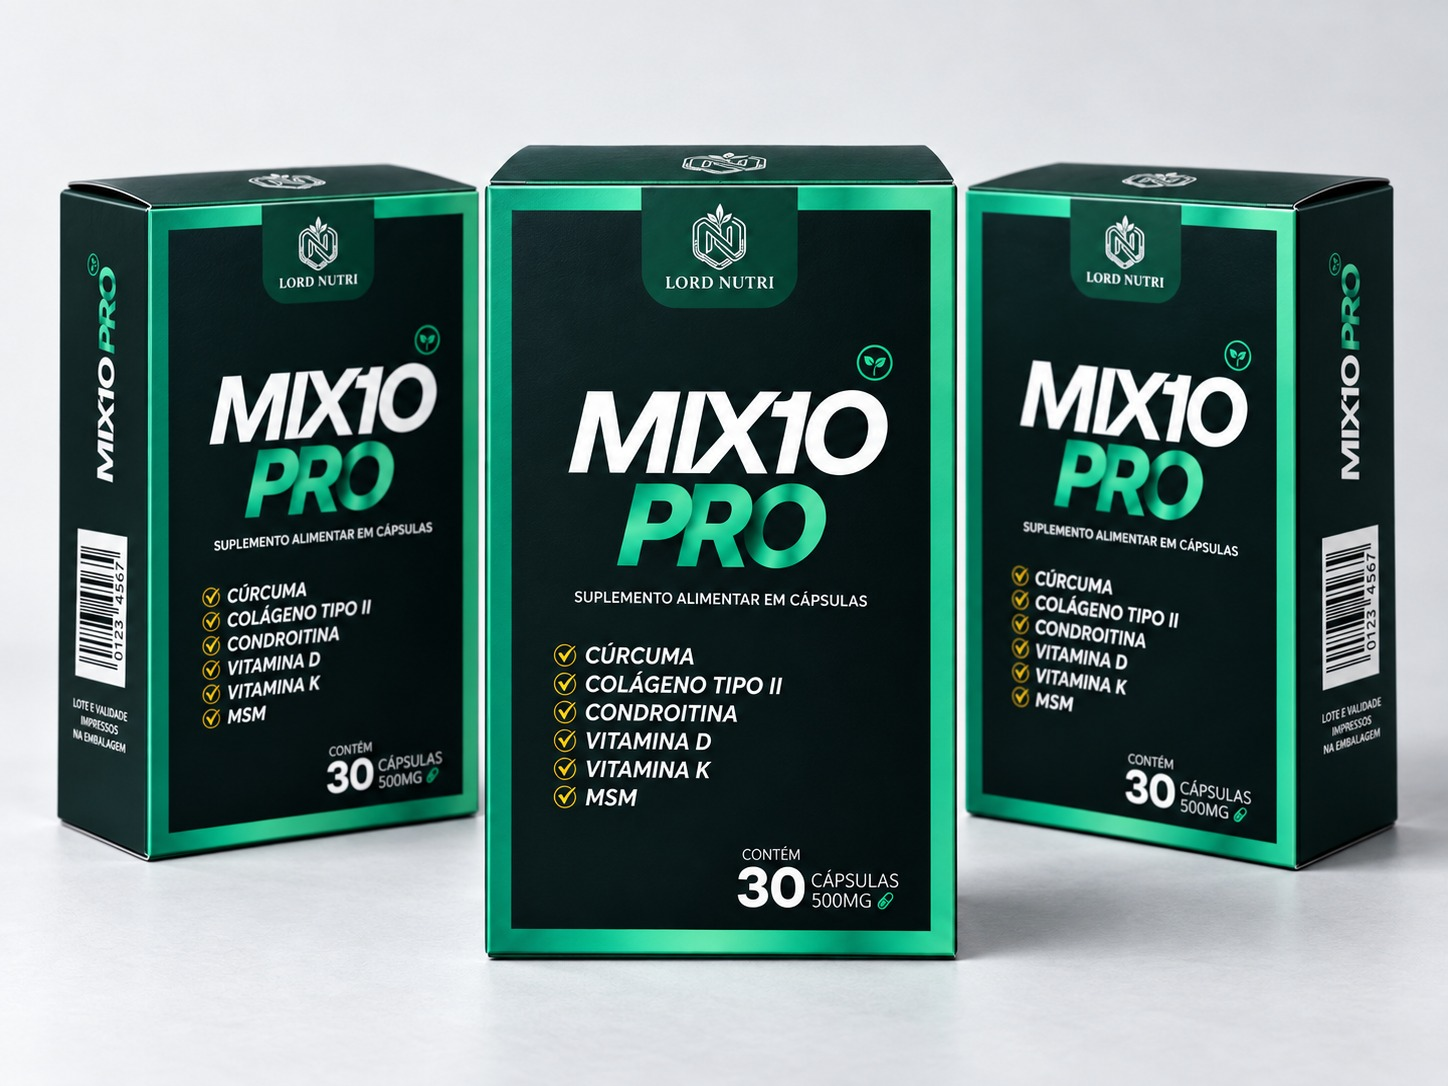 MIX10 PRO
0123 4567
LOTE E VALIDADE
IMPRESSOS
NA EMBALAGEM
LORD NUTRI
MIX10
PRO
SUPLEMENTO ALIMENTAR EM CÁPSULAS
CÚRCUMA
COLÁGENO TIPO II
CONDROITINA
VITAMINA D
VITAMINA K
MSM
CONTÉM
30 CÁPSULAS
500MG
LORD NUTRI
MIX10
PRO
SUPLEMENTO ALIMENTAR EM CÁPSULAS
CÚRCUMA
COLÁGENO TIPO II
CONDROITINA
VITAMINA D
VITAMINA K
MSM
CONTÉM
30 CÁPSULAS
500MG
LORD NUTRI
MIX10
PRO
SUPLEMENTO ALIMENTAR EM CÁPSULAS
CÚRCUMA
COLÁGENO TIPO II
CONDROITINA
VITAMINA D
VITAMINA K
MSM
CONTÉM
30 CÁPSULAS
500MG
MIX10 PRO
0123 4567
LOTE E VALIDADE
IMPRESSOS
NA EMBALAGEM